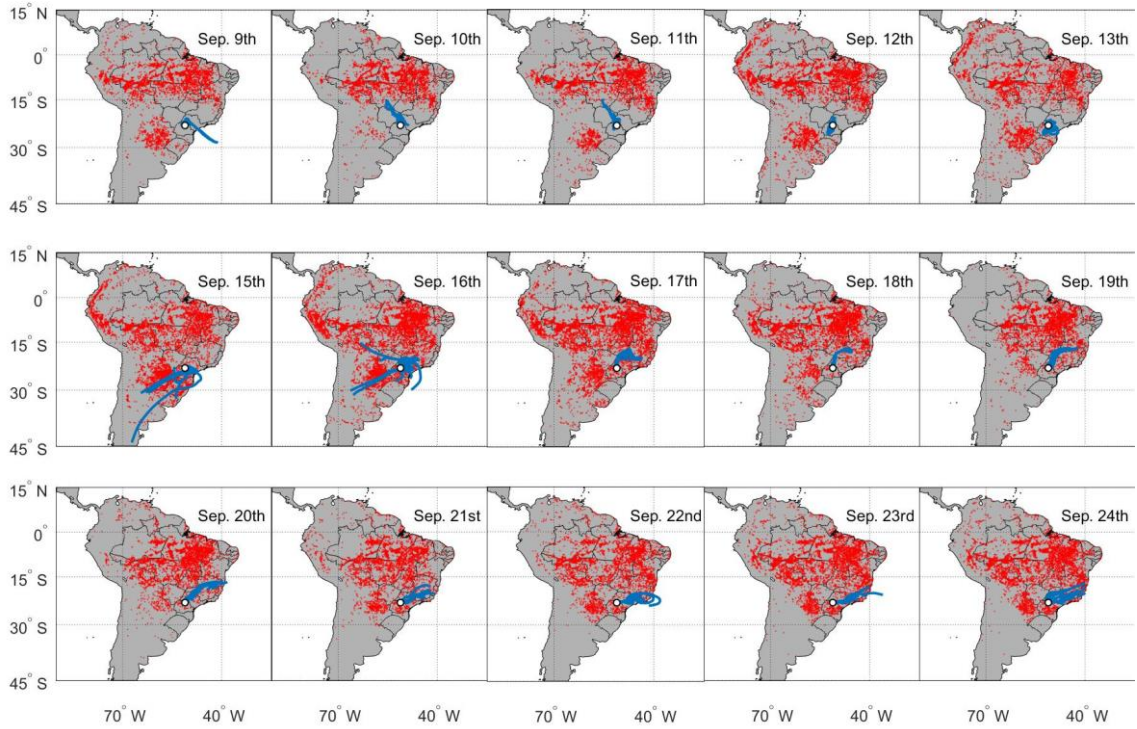 15° N
0°
15° S
30° S
45° S
Sep. 9th
Sep. 10th
Sep. 11th
Sep. 12th
Sep. 13th
15° N
0°
15° S
30° S
45° S
Sep. 15th
Sep. 16th
Sep. 17th
Sep. 18th
Sep. 19th
15° N
0°
15° S
30° S
45° S
Sep. 20th
Sep. 21st
Sep. 22nd
Sep. 23rd
Sep. 24th
70° W
40° W
70° W
40° W
70° W
40° W
70° W
40° W
70° W
40° W